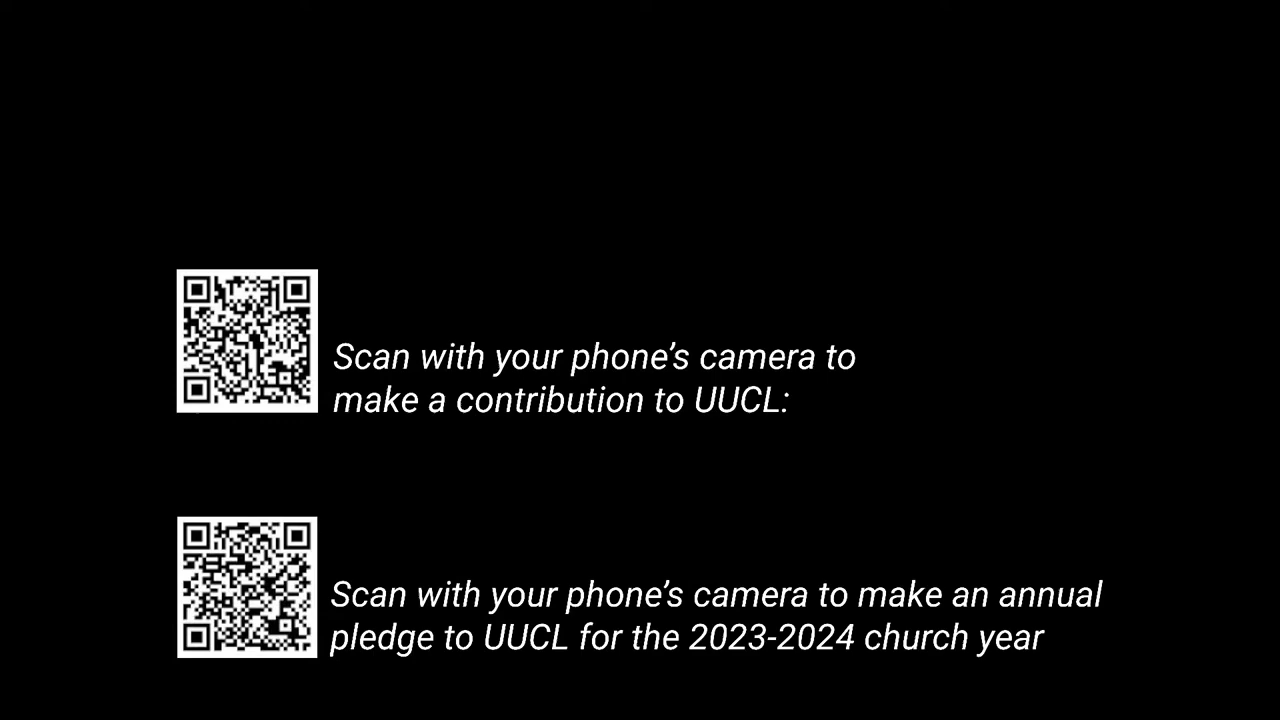 Scan with your phone’s camera to
make a contribution to UUCL:
Scan with your phone’s camera to make an annual
pledge to UUCL for the 2023-2024 church year